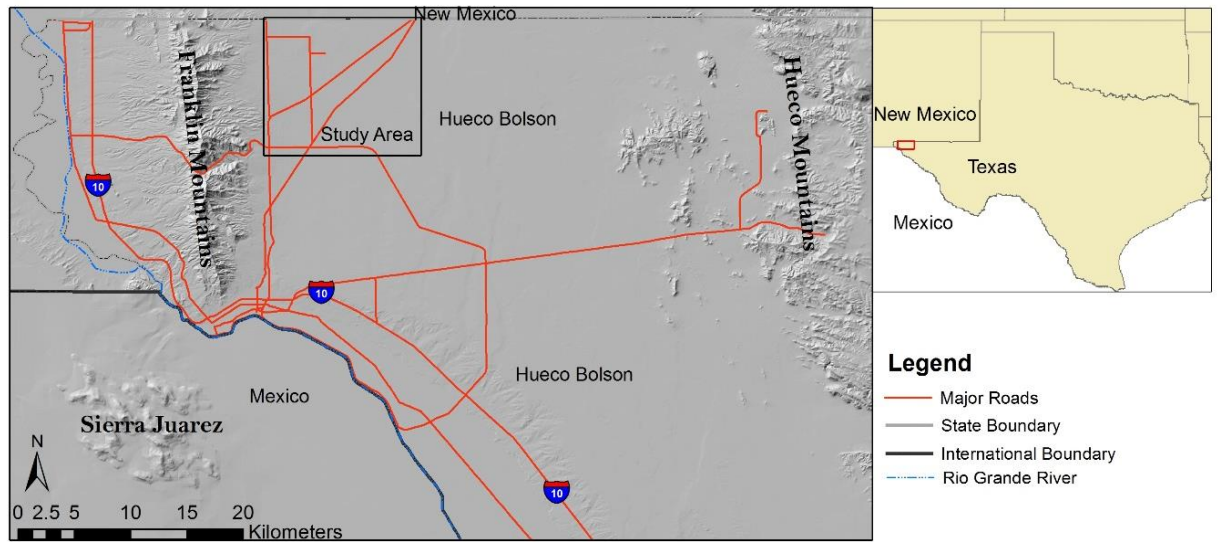 New Mexico
Franklin Mountains
Hueco Mountains
Hueco Bolson
Study Area
10
10
Hueco Bolson
Mexico
Sierra Juarez
N
10
0 2.5 5 10 15 20
Kilometers
New Mexico
Texas
Mexico
Legend
Major Roads
State Boundary
International Boundary
Rio Grande River